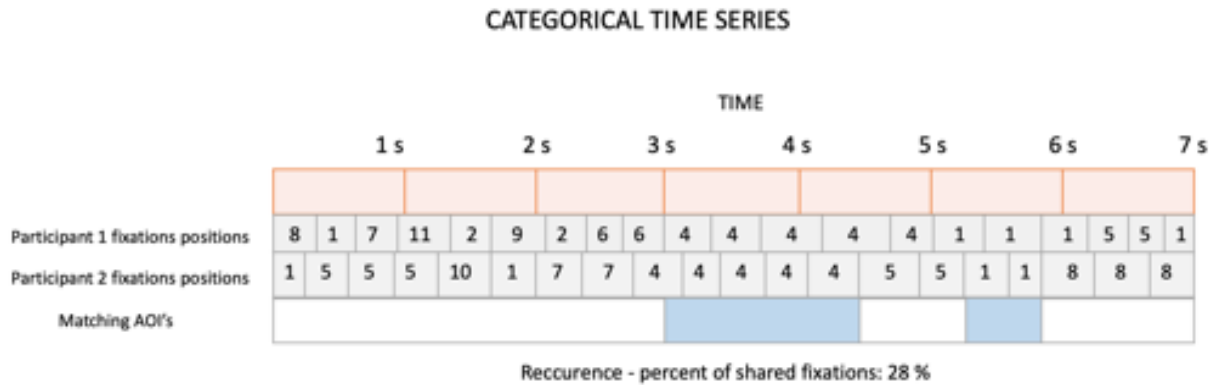 CATEGORICAL TIME SERIES
TIME
1 s 2 s 3 s 4 s 5 s 6 s 7 s
Participant 1 fixations positions 8 1 7 11 2 9 2 6 6 4 4 4 4 4 1 1 1 5 5 1
Participant 2 fixations positions 1 5 5 5 10 1 7 7 4 4 4 4 4 5 5 1 1 8 8 8
Matching AOI's
Reccurence - percent of shared fixations: 28 %